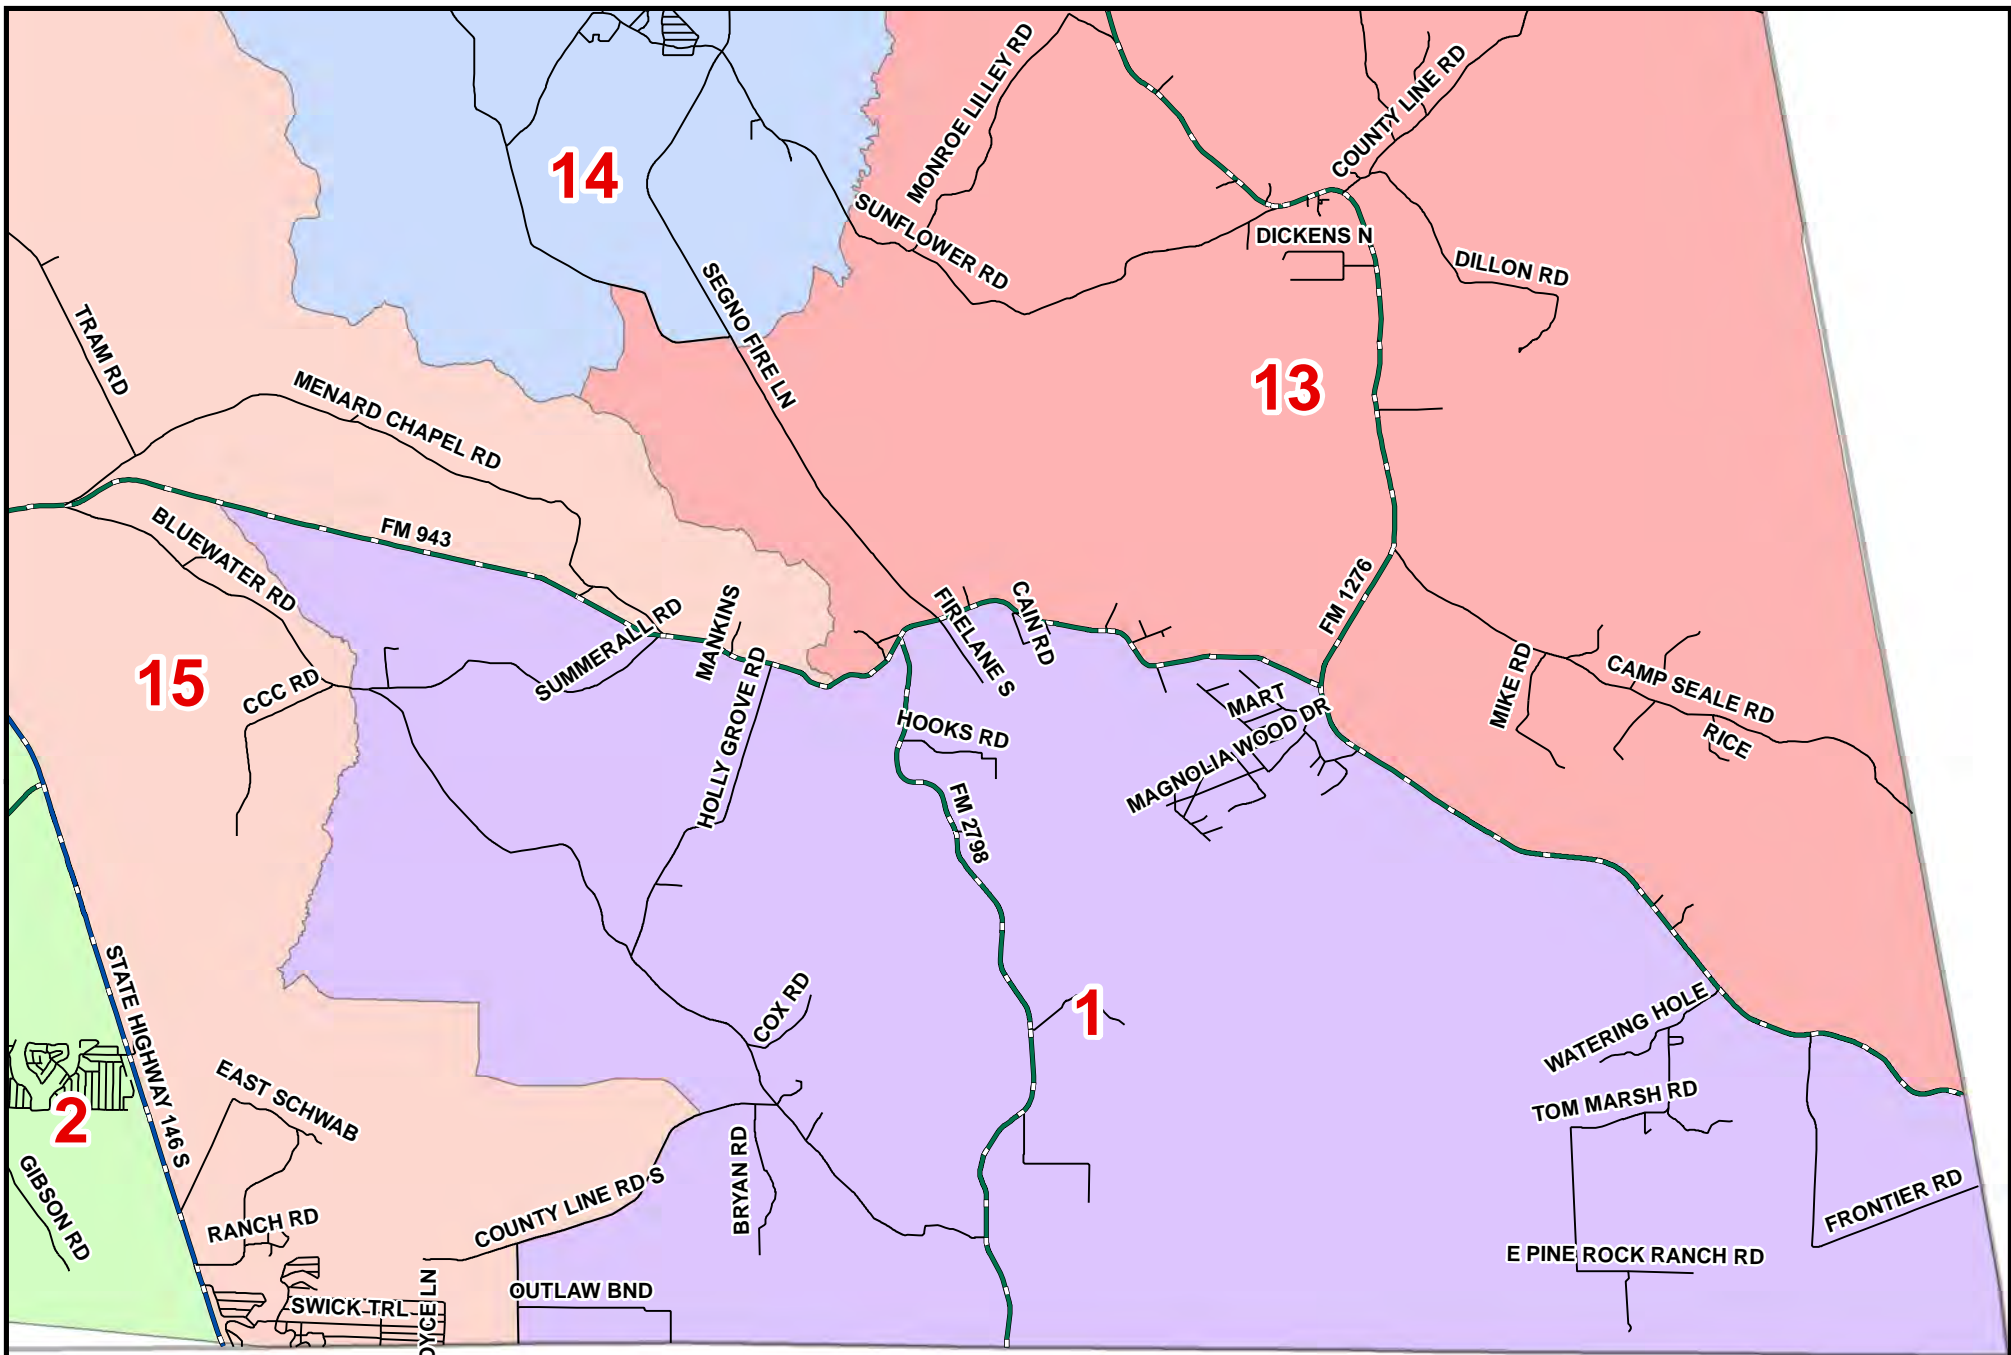 MONROE LILLEY RD
COUNTY LINE RD
14
SUNFLOWER RD
DICKENS N
DILLON RD
SEGNO FIRE LN
TRAM RD
MENARD CHAPEL RD
13
BLUEWATER RD
FM 943
FM 1276
SUMMERALL RD
MANKINS
FIRELANE S
CAIN RD
15
CCC RD
HOLLY GROVE RD
HOOKS RD
MART
MAGNOLIA WOOD DR
MIKE RD
CAMP SEALE RD
RICE
FM 2798
STATE HIGHWAY 146 S
COX RD
1
WATERING HOLE
EAST SCHWAB
2
TOM MARSH RD
GIBSON RD
RANCH RD
COUNTY LINE RD S
BRYAN RD
FRONTIER RD
E PINE ROCK RANCH RD
SWICK TRL
OUTLAW BND